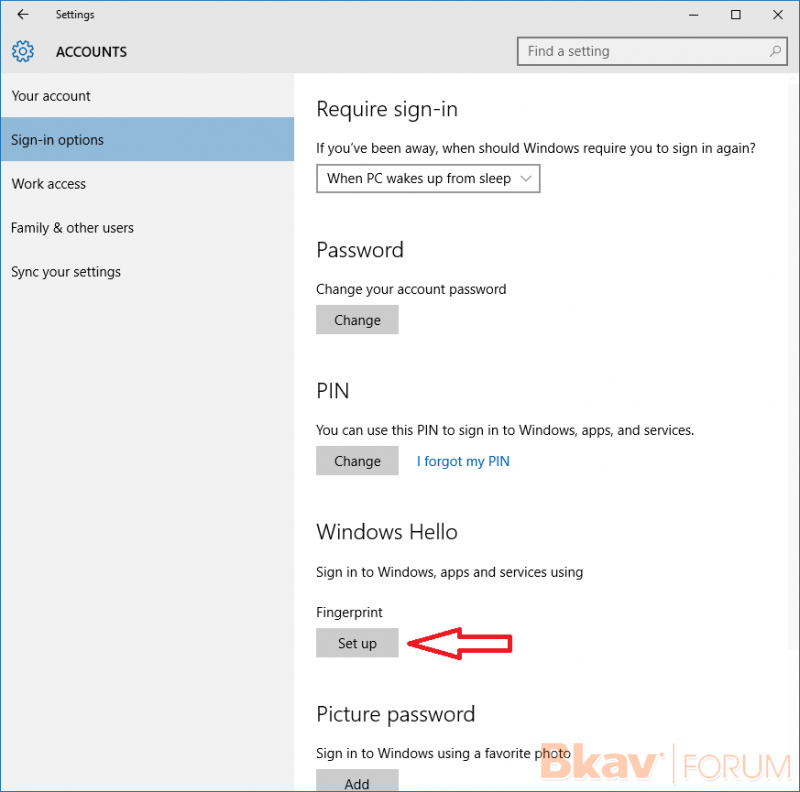 Settings
ACCOUNTS
Find a setting
Your account
Sign-in options
Work access
Family & other users
Sync your settings
Require sign-in
If you've been away, when should Windows require you to sign in again?
When PC wakes up from sleep
Password
Change your account password
Change
PIN
You can use this PIN to sign in to Windows, apps, and services.
Change I forgot my PIN
Windows Hello
Sign in to Windows, apps and services using
Fingerprint
Set up
Picture password
Sign in to Windows using a favorite photo
Add
Bkav FORUM